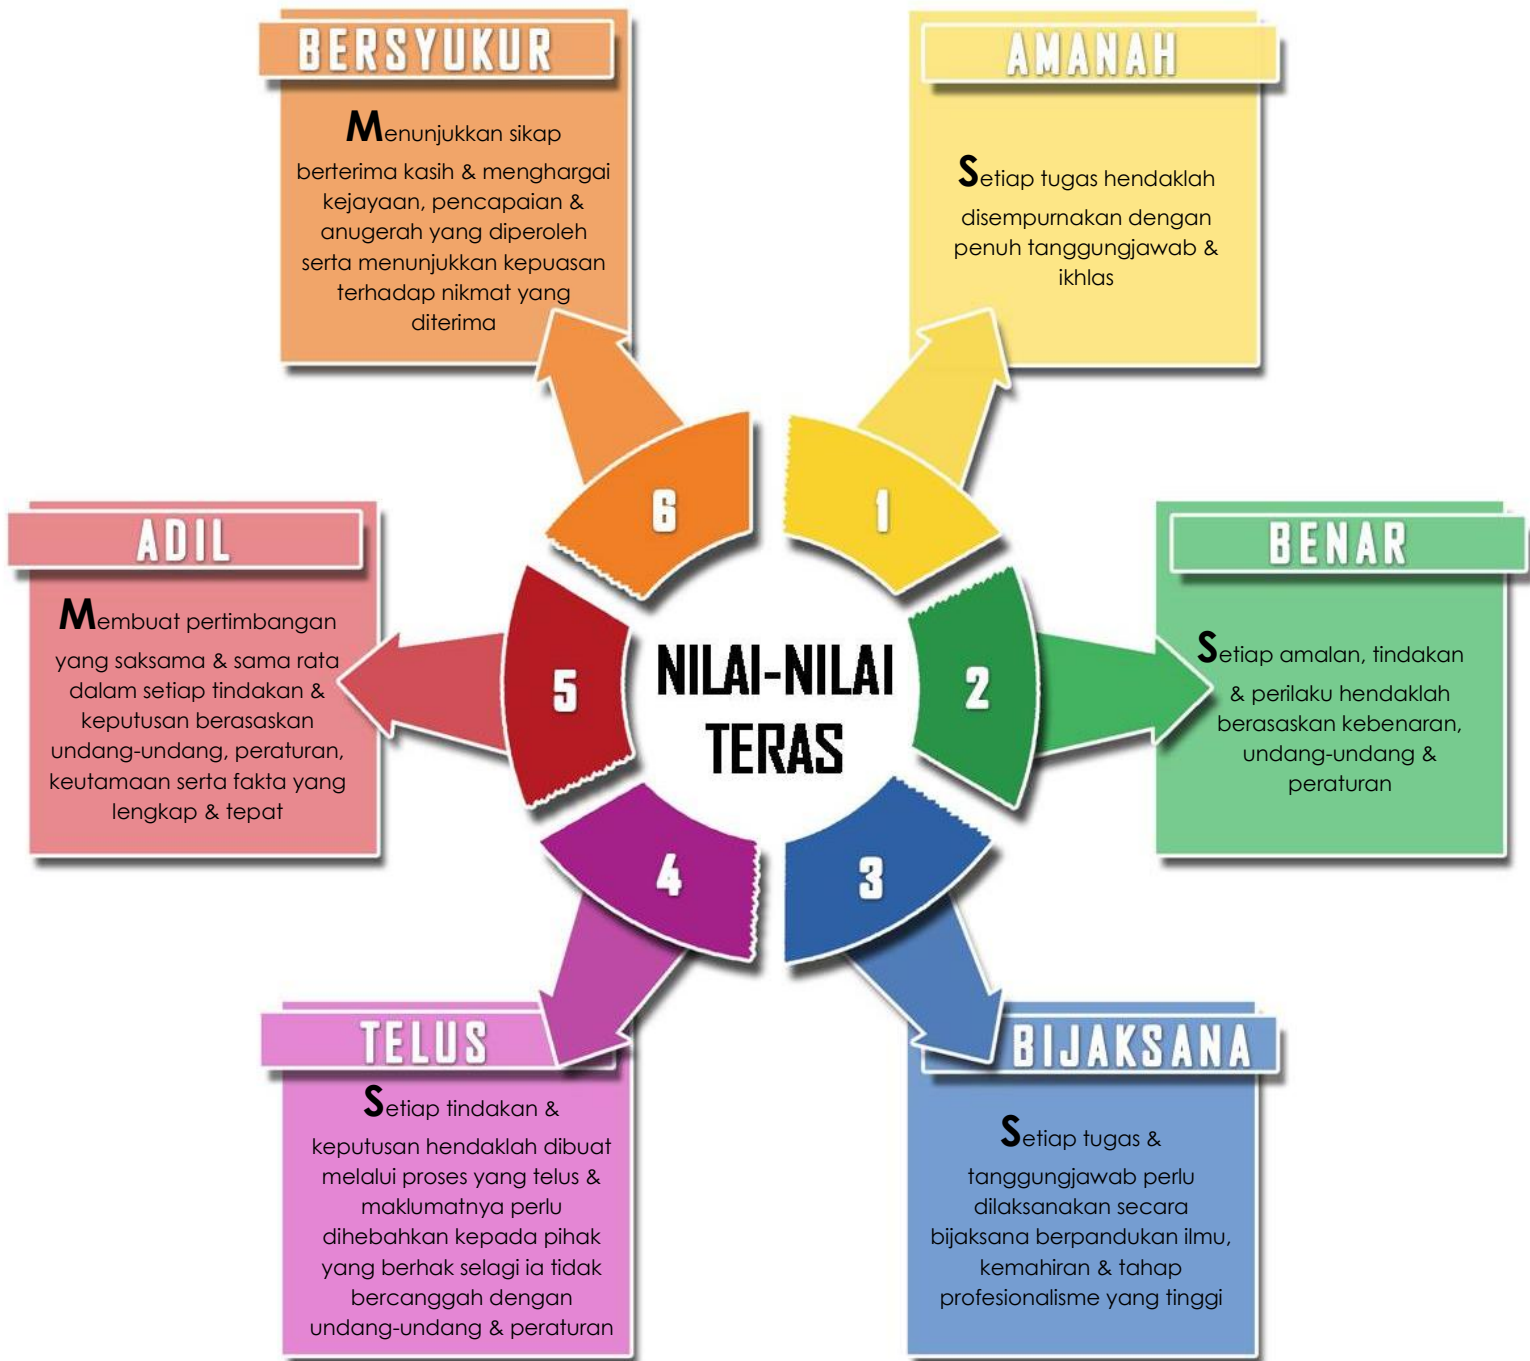 NILAI-NILAI
TERAS
1
AMANAH
Setiap tugas hendaklah
disempurnakan dengan
penuh tanggungjawab &
ikhlas
2
BENAR
Setiap amalan, tindakan
& perilaku hendaklah
berasaskan kebenaran,
undang-undang &
peraturan
3
BIJAKSANA
Setiap tugas &
tanggungjawab perlu
dilaksanakan secara
bijaksana berpandukan ilmu,
kemahiran & tahap
profesionalisme yang tinggi
4
TELUS
Setiap tindakan &
keputusan hendaklah dibuat
melalui proses yang telus &
maklumatnya perlu
dihebahkan kepada pihak
yang berhak selagi ia tidak
bercanggah dengan
undang-undang & peraturan
5
ADIL
Membuat pertimbangan
yang saksama & sama rata
dalam setiap tindakan &
keputusan berasaskan
undang-undang, peraturan,
keutamaan serta fakta yang
lengkap & tepat
6
BERSYUKUR
Menunjukkan sikap
berterima kasih & menghargai
kejayaan, pencapaian &
anugerah yang diperoleh
serta menunjukkan kepuasan
terhadap nikmat yang
diterima